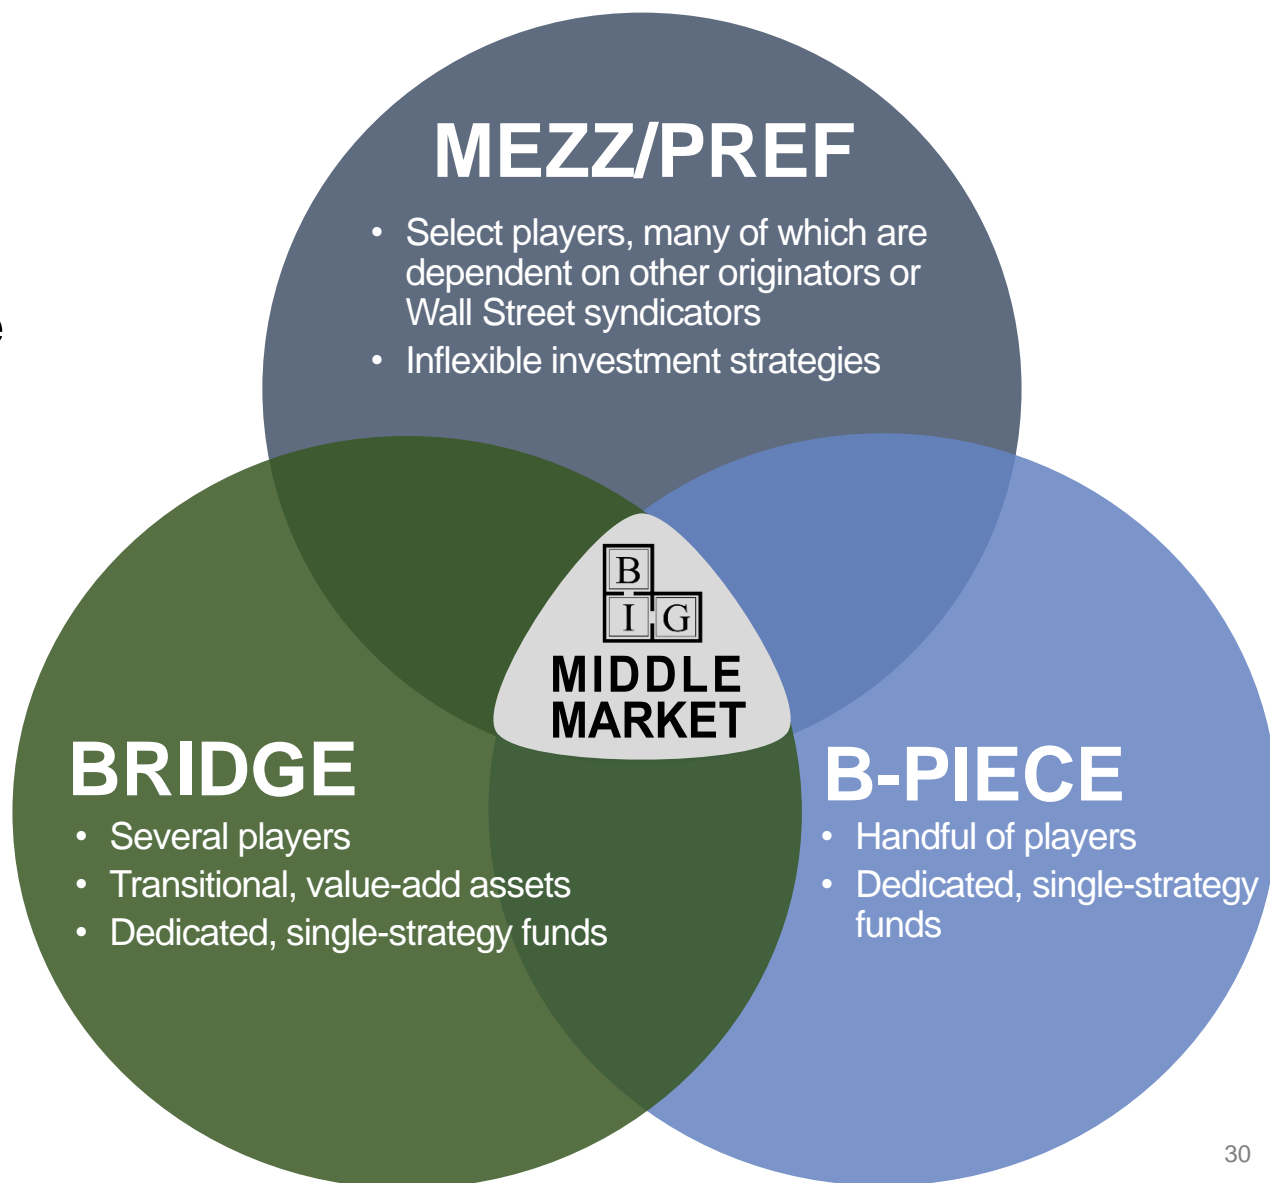 MEZZ/PREF
• Select players, many of which are
dependent on other originators or
Wall Street syndicators
• Inflexible investment strategies
e
B
I G
MIDDLE
MARKET
BRIDGE
• Several players
• Transitional, value-add assets
• Dedicated, single-strategy funds
B-PIECE
• Handful of players
• Dedicated, single-strategy
funds
30